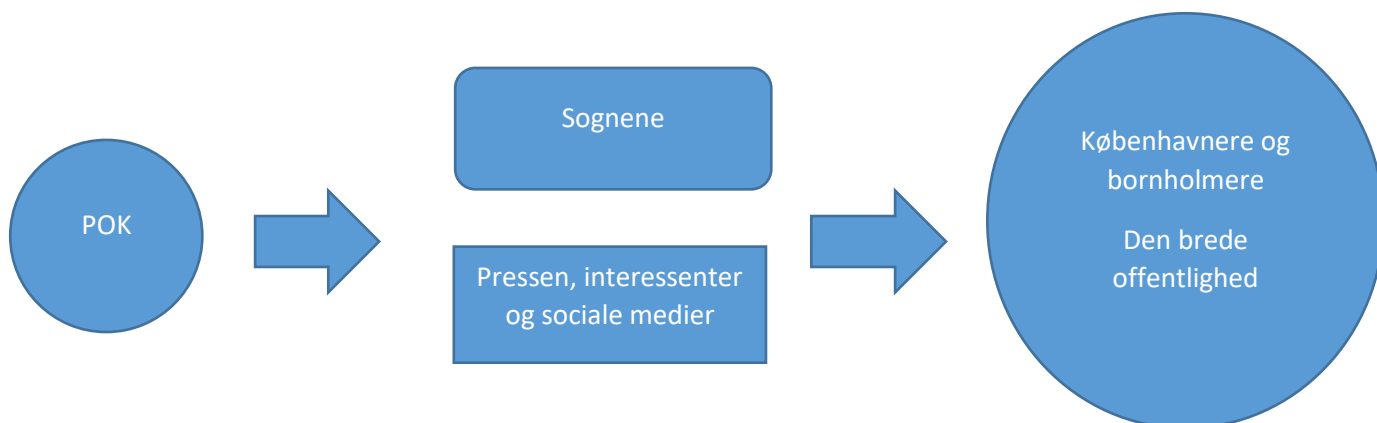 POK
Sognene
Pressen, interessenter
og sociale medier
Københavnere og
bornholmere
Den brede
offentlighed